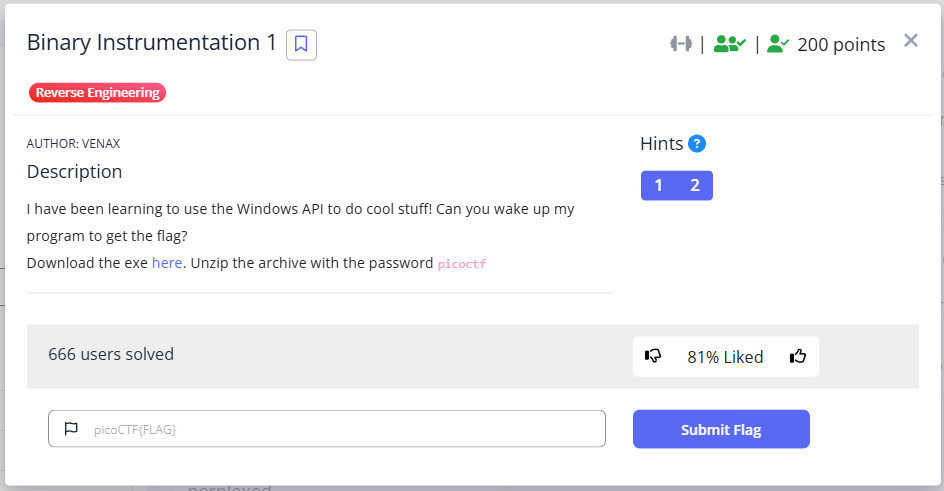 Binary Instrumentation 1
| | 200 points
Reverse Engineering
AUTHOR: VENAX
Hints ?
Description
1 2
I have been learning to use the Windows API to do cool stuff! Can you wake up my
program to get the flag?
Download the exe here. Unzip the archive with the password picoctf
666 users solved
81% Liked
picoCTF{FLAG}
Submit Flag
perplexed